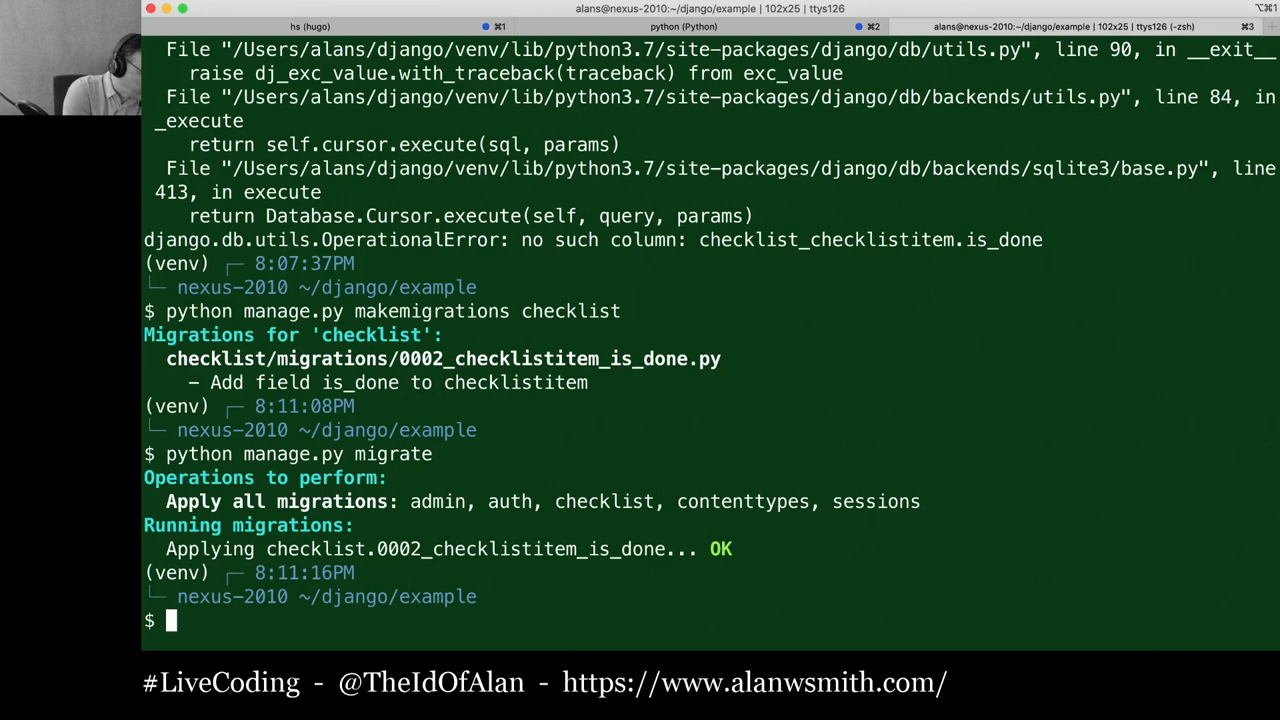 alans@nexus-2010:~/django/example | 102x25 | ttys126
⌥⌘1
hs (hugo) ⌘1 python (Python) ⌘2 alans@nexus-2010:~/django/example | 102x25 | ttys126 (-zsh) ⌘3 +
File "/Users/alans/django/venv/lib/python3.7/site-packages/django/db/utils.py", line 90, in __exit__
raise dj_exc_value.with_traceback(traceback) from exc_value
File "/Users/alans/django/venv/lib/python3.7/site-packages/django/db/backends/utils.py", line 84, in
_execute
return self.cursor.execute(sql, params)
File "/Users/alans/django/venv/lib/python3.7/site-packages/django/db/backends/sqlite3/base.py", line
413, in execute
return Database.Cursor.execute(self, query, params)
django.db.utils.OperationalError: no such column: checklist_checklistitem.is_done
(venv) ┌─ 8:07:37PM
└─ nexus-2010 ~/django/example
$ python manage.py makemigrations checklist
Migrations for 'checklist':
checklist/migrations/0002_checklistitem_is_done.py
- Add field is_done to checklistitem
(venv) ┌─ 8:11:08PM
└─ nexus-2010 ~/django/example
$ python manage.py migrate
Operations to perform:
Apply all migrations: admin, auth, checklist, contenttypes, sessions
Running migrations:
Applying checklist.0002_checklistitem_is_done... OK
(venv) ┌─ 8:11:16PM
└─ nexus-2010 ~/django/example
$
#LiveCoding - @TheIdOfAlan - https://www.alanwsmith.com/